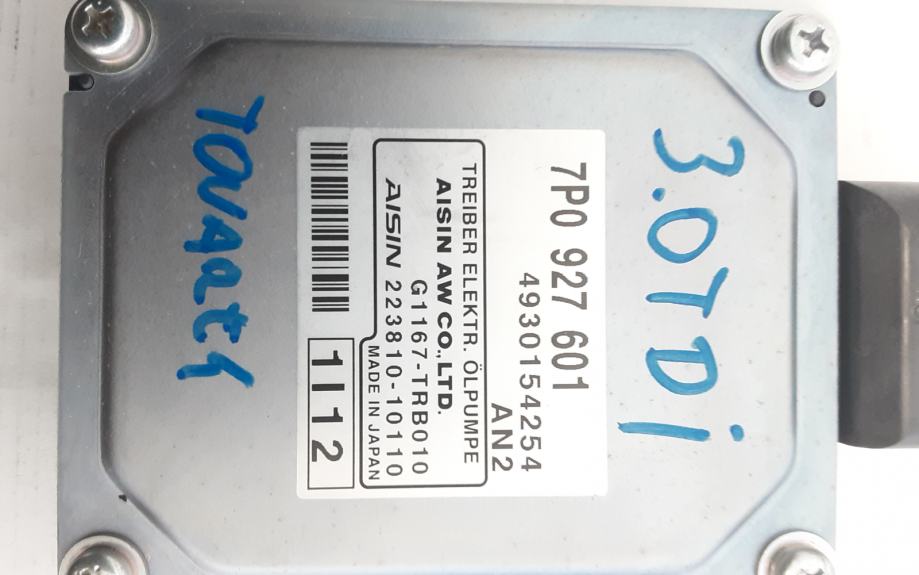 3.0TDi
7P0 927 601
4930154254
AN2
TREIBER ELEKTR. ÖLPUMPE
AISIN AW CO.,LTD.
G1167-TRB010
AISIN 223810-10110
MADE IN JAPAN
1I12
TOUAREG